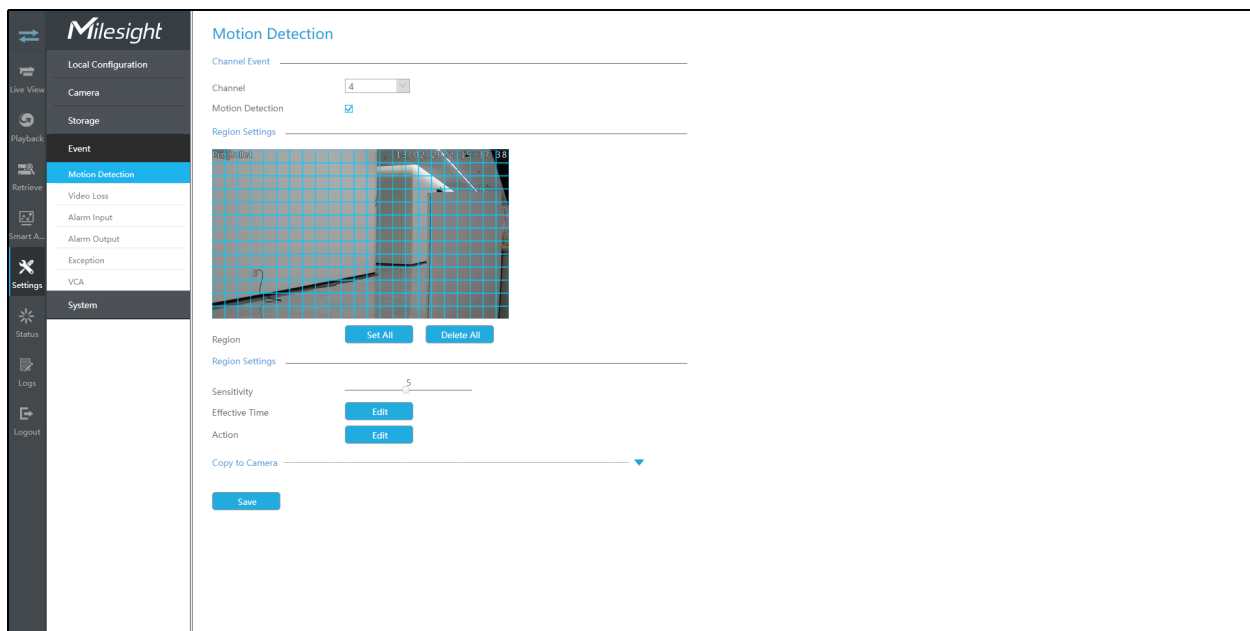 Milesight
Live View
Playback
Retrieve
Smart A...
Settings
Status
Logs
Logout
Local Configuration
Camera
Storage
Event
Motion Detection
Video Loss
Alarm Input
Alarm Output
Exception
VCA
System
Motion Detection
Channel Event
Channel
4
Motion Detection
Region Settings
Region
Set All
Delete All
Region Settings
Sensitivity
5
Effective Time
Edit
Action
Edit
Copy to Camera
Save